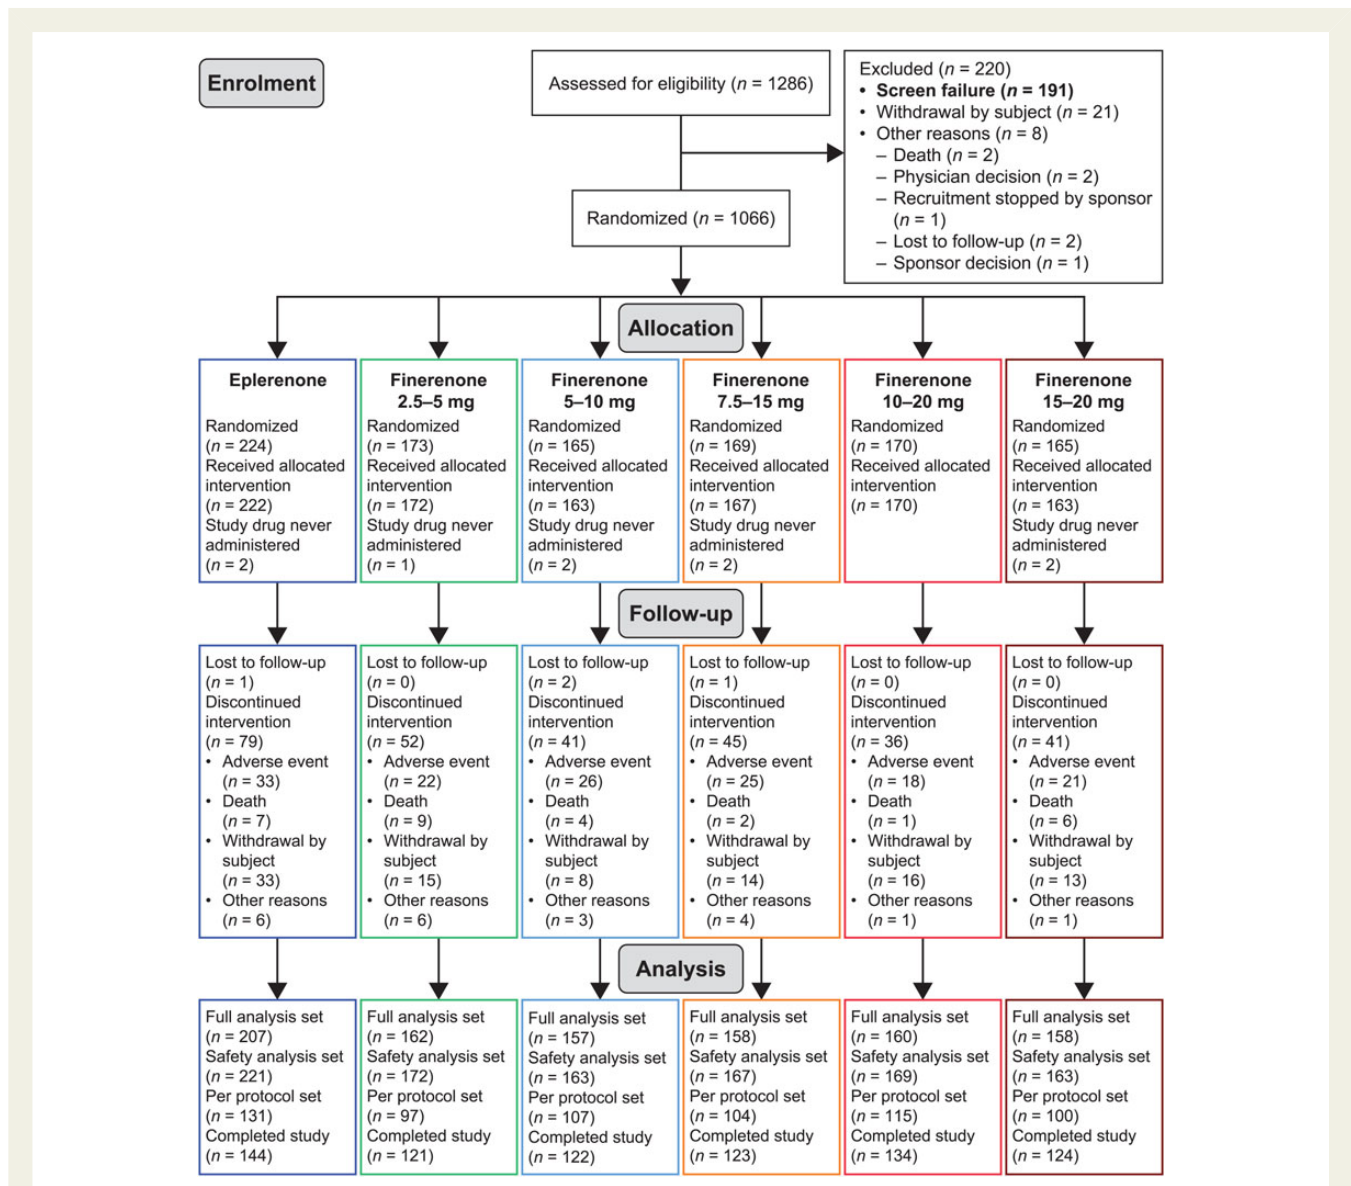 Enrolment
Assessed for eligibility (n = 1286)
Excluded (n = 220)
• Screen failure (n = 191)
• Withdrawal by subject (n = 21)
• Other reasons (n = 8)
– Death (n = 2)
– Physician decision (n = 2)
– Recruitment stopped by sponsor
(n = 1)
– Lost to follow-up (n = 2)
– Sponsor decision (n = 1)
Randomized (n = 1066)
Allocation
Eplerenone
Randomized
(n = 224)
Received allocated
intervention
(n = 222)
Study drug never
administered
(n = 2)
Finerenone
2.5–5 mg
Randomized
(n = 173)
Received allocated
intervention
(n = 172)
Study drug never
administered
(n = 1)
Finerenone
5–10 mg
Randomized
(n = 165)
Received allocated
intervention
(n = 163)
Study drug never
administered
(n = 2)
Finerenone
7.5–15 mg
Randomized
(n = 169)
Received allocated
intervention
(n = 167)
Study drug never
administered
(n = 2)
Finerenone
10–20 mg
Randomized
(n = 170)
Received allocated
intervention
(n = 170)
Finerenone
15–20 mg
Randomized
(n = 165)
Received allocated
intervention
(n = 163)
Study drug never
administered
(n = 2)
Follow-up
Lost to follow-up
(n = 1)
Discontinued
intervention
(n = 79)
• Adverse event
(n = 33)
• Death
(n = 7)
• Withdrawal by
subject
(n = 33)
• Other reasons
(n = 6)
Lost to follow-up
(n = 0)
Discontinued
intervention
(n = 52)
• Adverse event
(n = 22)
• Death
(n = 9)
• Withdrawal by
subject
(n = 15)
• Other reasons
(n = 6)
Lost to follow-up
(n = 2)
Discontinued
intervention
(n = 41)
• Adverse event
(n = 26)
• Death
(n = 4)
• Withdrawal by
subject
(n = 8)
• Other reasons
(n = 3)
Lost to follow-up
(n = 1)
Discontinued
intervention
(n = 45)
• Adverse event
(n = 25)
• Death
(n = 2)
• Withdrawal by
subject
(n = 14)
• Other reasons
(n = 4)
Lost to follow-up
(n = 0)
Discontinued
intervention
(n = 36)
• Adverse event
(n = 18)
• Death
(n = 1)
• Withdrawal by
subject
(n = 16)
• Other reasons
(n = 1)
Lost to follow-up
(n = 0)
Discontinued
intervention
(n = 41)
• Adverse event
(n = 21)
• Death
(n = 6)
• Withdrawal by
subject
(n = 13)
• Other reasons
(n = 1)
Analysis
Full analysis set
(n = 207)
Safety analysis set
(n = 221)
Per protocol set
(n = 131)
Completed study
(n = 144)
Full analysis set
(n = 162)
Safety analysis set
(n = 172)
Per protocol set
(n = 97)
Completed study
(n = 121)
Full analysis set
(n = 157)
Safety analysis set
(n = 163)
Per protocol set
(n = 107)
Completed study
(n = 122)
Full analysis set
(n = 158)
Safety analysis set
(n = 167)
Per protocol set
(n = 104)
Completed study
(n = 123)
Full analysis set
(n = 160)
Safety analysis set
(n = 169)
Per protocol set
(n = 115)
Completed study
(n = 134)
Full analysis set
(n = 158)
Safety analysis set
(n = 163)
Per protocol set
(n = 100)
Completed study
(n = 124)